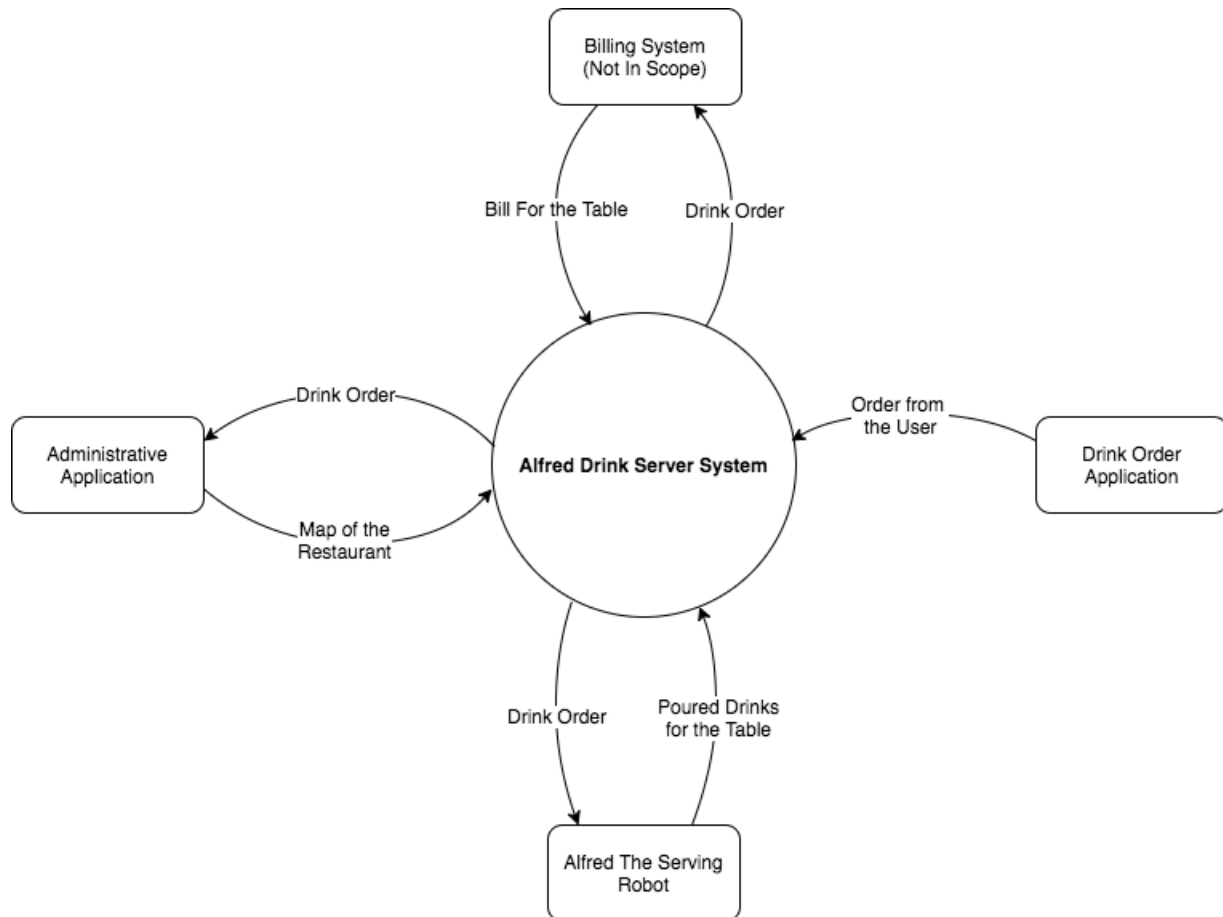 Billing System
(Not In Scope)
Bill For the Table
Drink Order
Drink Order
Order from
the User
Administrative
Application
Alfred Drink Server System
Drink Order
Application
Map of the
Restaurant
Drink Order
Poured Drinks
for the Table
Alfred The Serving
Robot